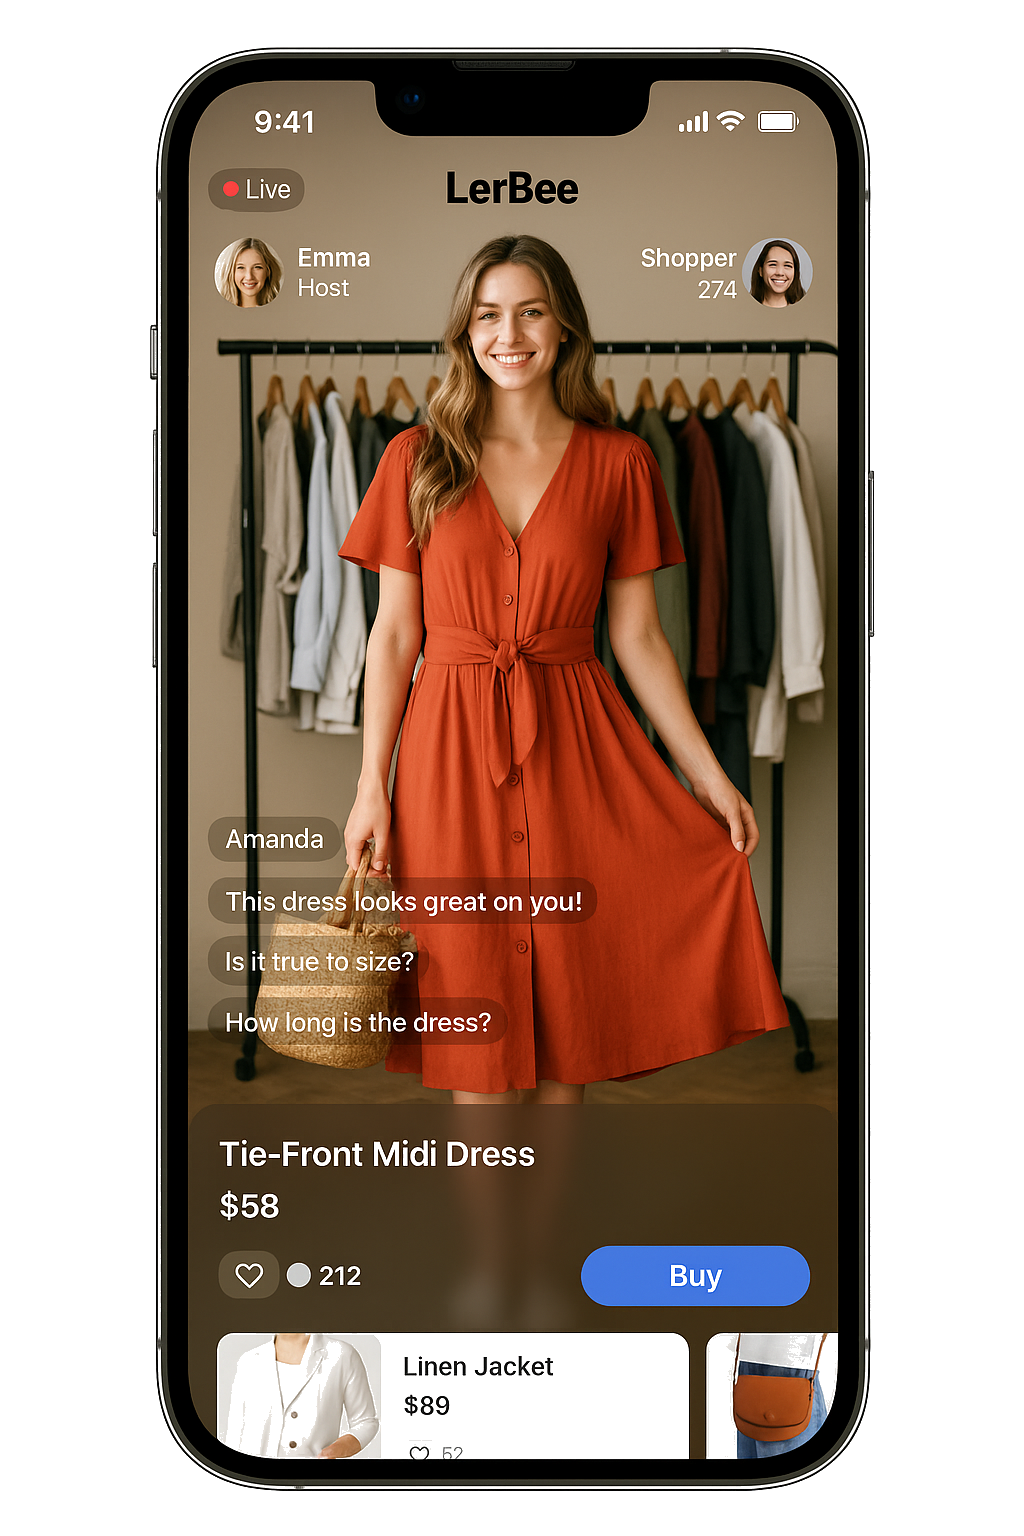 9:41
Live
LerBee
Emma
Host
Shopper
274
Amanda
This dress looks great on you!
Is it true to size?
How long is the dress?
Tie-Front Midi Dress
$58
212
Buy
Linen Jacket
$89
52